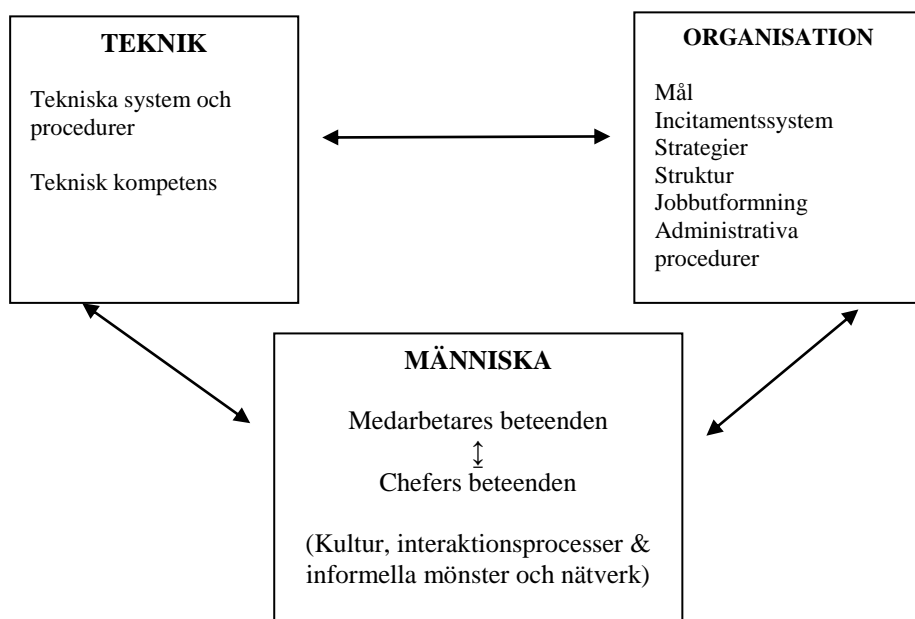 TEKNIK
Tekniska system och
procedurer
Teknisk kompetens
ORGANISATION
Mål
Incitamentssystem
Strategier
Struktur
Jobbutformning
Administrativa
procedurer
MÄNNISKA
Medarbetares beteenden
↕
Chefers beteenden
(Kultur, interaktionsprocesser &
informella mönster och nätverk)